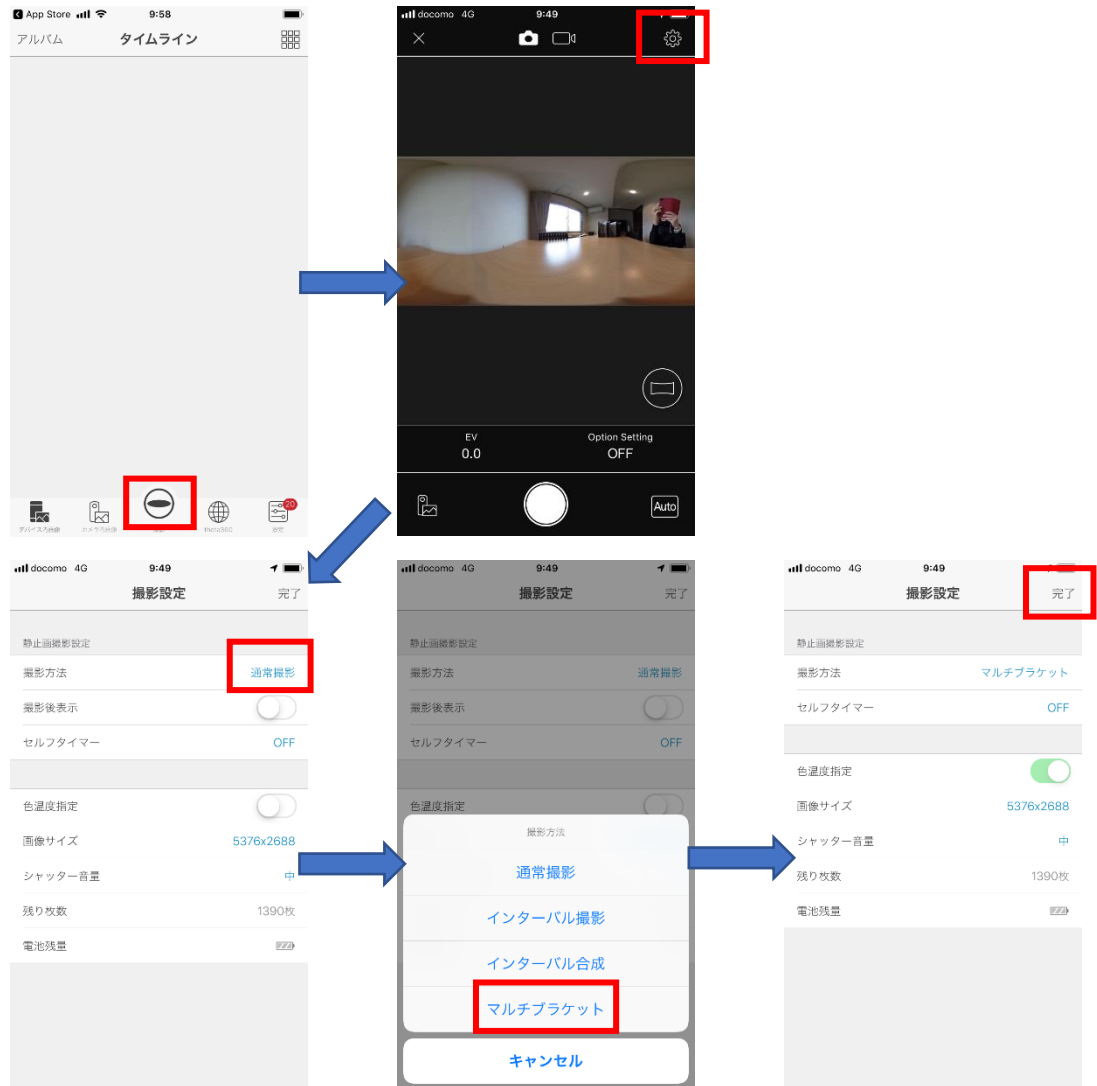 App Store 9:58
アルバム タイムライン
デバイス内画像 カメラ内画像 theta360 設定
20
docomo 4G 9:49
EV Option Setting
0.0 OFF
Auto
docomo 4G 9:49
撮影設定 完了
静止画撮影設定
撮影方法 通常撮影
撮影後表示
セルフタイマー OFF
色温度指定
画像サイズ 5376x2688
シャッター音量 中
残り枚数 1390枚
電池残量
docomo 4G 9:49
撮影設定 完了
静止画撮影設定
撮影方法 通常撮影
撮影後表示
セルフタイマー OFF
色温度指定
撮影方法
通常撮影
インターバル撮影
インターバル合成
マルチブラケット
キャンセル
docomo 4G 9:49
撮影設定 完了
静止画撮影設定
撮影方法 マルチブラケット
セルフタイマー OFF
色温度指定
画像サイズ 5376x2688
シャッター音量 中
残り枚数 1390枚
電池残量